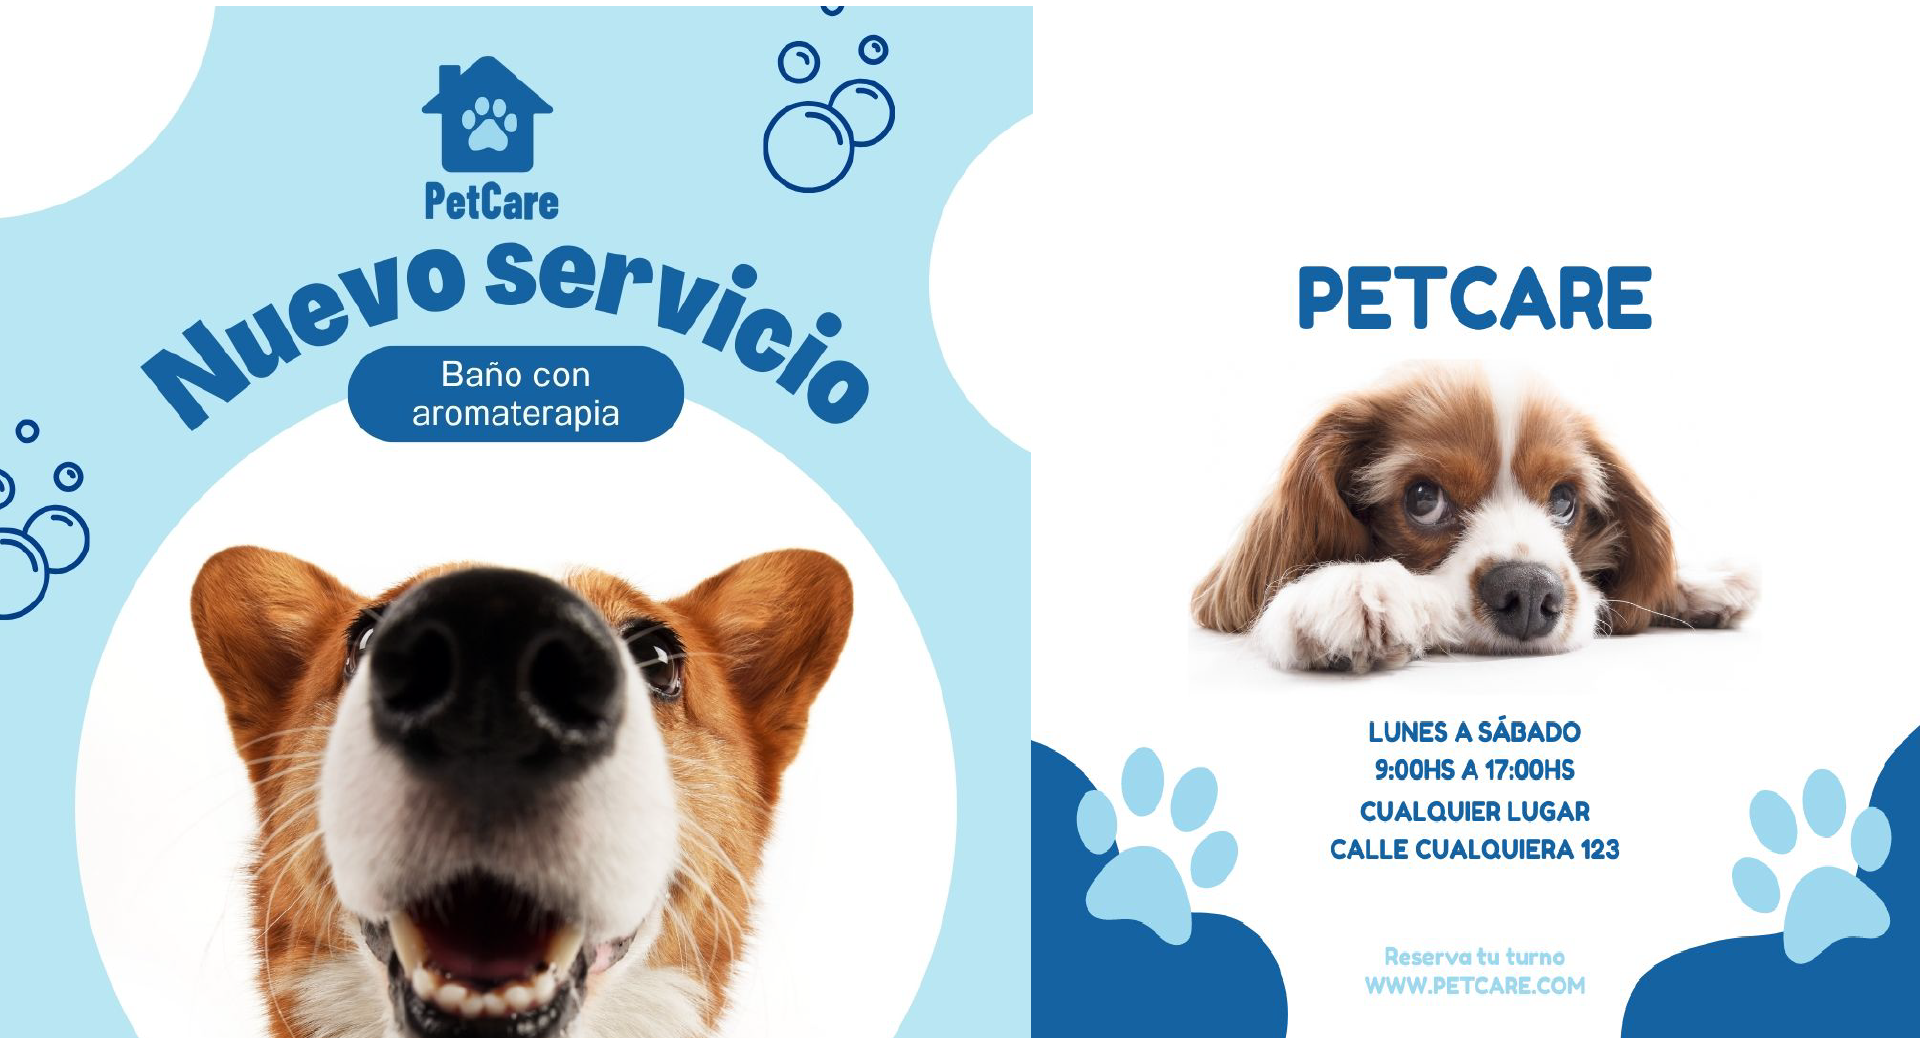 PetCare
Nuevo servicio
Baño con
aromaterapia
PETCARE
LUNES A SÁBADO
9:00HS A 17:00HS
CUALQUIER LUGAR
CALLE CUALQUIERA 123
Reserva tu turno
WWW.PETCARE.COM